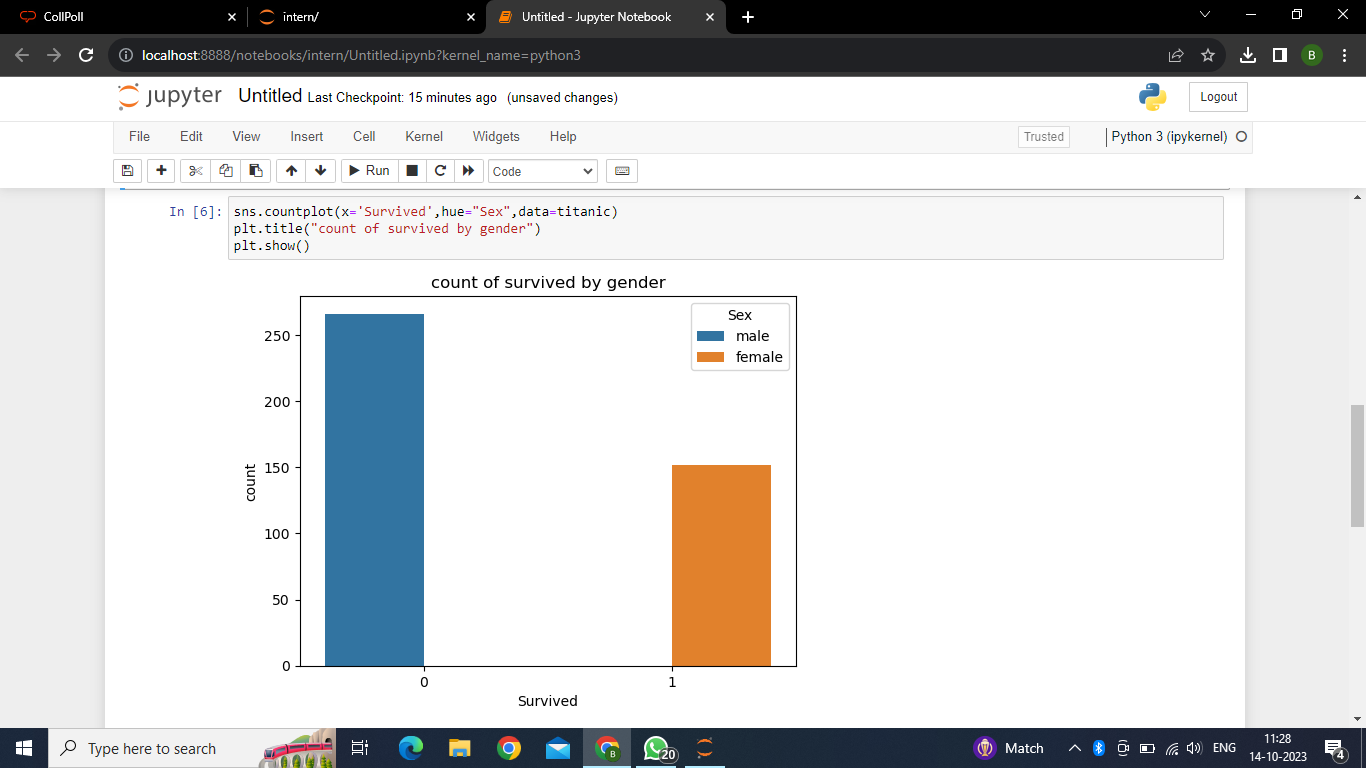 CollPoll
intern/
Untitled - Jupyter Notebook
localhost:8888/notebooks/intern/Untitled.ipynb?kernel_name=python3
B
jupyter Untitled Last Checkpoint: 15 minutes ago (unsaved changes)
Logout
File Edit View Insert Cell Kernel Widgets Help
Trusted
Python 3 (ipykernel)
Run
Code
In [6]: sns.countplot(x='Survived',hue="Sex",data=titanic)
plt.title("count of survived by gender")
plt.show()
count of survived by gender
Sex
male
female
250
200
150
100
50
0
count
0 1
Survived
Type here to search
B
20
Match
ENG
11:28
14-10-2023
4